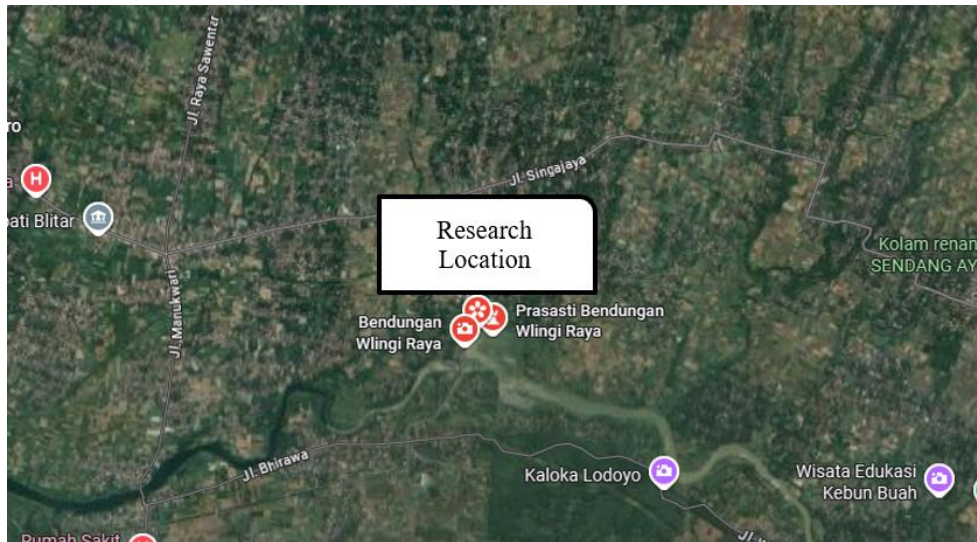 Jl. Raya Sawentar
ro
Jl. Singajaya
H
pati Blitar
Research
Location
Kolam renan
SENDANG AY
Jl. Manukwari
Bendungan
Wlingi Raya
Prasasti Bendungan
Wlingi Raya
Jl. Bhirawa
Kaloka Lodoyo
Wisata Edukasi
Kebun Buah
Rumah Sakit